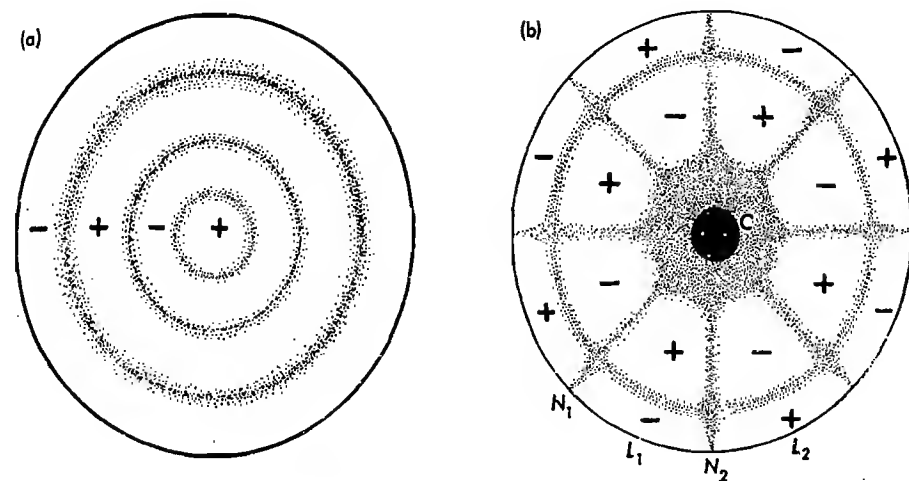 (a)
− + − +
(b)
+ −
− +
− + − +
+ − + −
+ −
− +
C
N₁ L₁ N₂ L₂